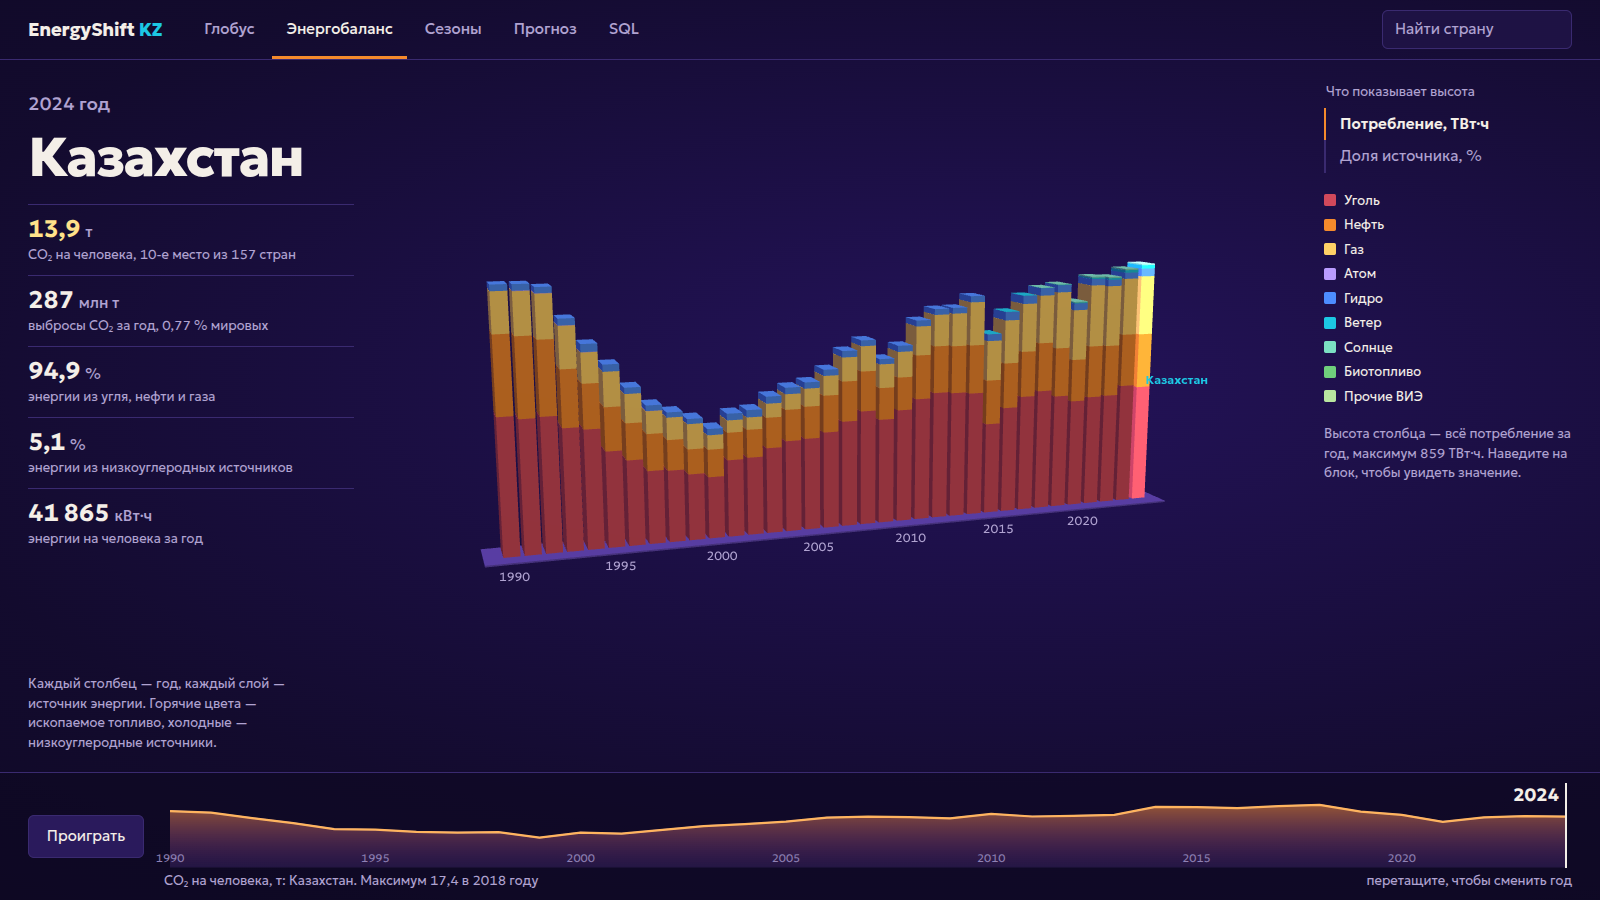 EnergyShift KZ
Глобус
Энергобаланс
Сезоны
Прогноз
SQL
Найти страну
2024 год
Казахстан
13,9 т
CO₂ на человека, 10-е место из 157 стран
287 млн т
выбросы CO₂ за год, 0,77 % мировых
94,9 %
энергии из угля, нефти и газа
5,1 %
энергии из низкоуглеродных источников
41 865 кВт·ч
энергии на человека за год
Каждый столбец — год, каждый слой —
источник энергии. Горячие цвета —
ископаемое топливо, холодные —
низкоуглеродные источники.
Казахстан
1990
1995
2000
2005
2010
2015
2020
Что показывает высота
Потребление, ТВт·ч
Доля источника, %
Уголь
Нефть
Газ
Атом
Гидро
Ветер
Солнце
Биотопливо
Прочие ВИЭ
Высота столбца — всё потребление за
год, максимум 859 ТВт·ч. Наведите на
блок, чтобы увидеть значение.
Проиграть
2024
1990
1995
2000
2005
2010
2015
2020
CO₂ на человека, т: Казахстан. Максимум 17,4 в 2018 году
перетащите, чтобы сменить год